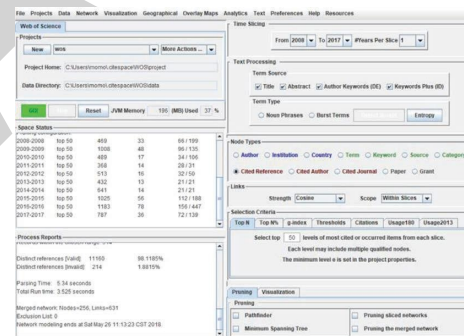 File Projects Data Network Visualization Geographical Overlay Maps Analytics Text Preferences Help Resources
Web of Science
Projects
New wos More Actions ...
Project Home: C:\Users\momo\.citespace\WOS\project
Data Directory: C:\Users\momo\.citespace\WOS\data
GO! Reset JVM Memory 186 (MB) Used 37 %
Space Status
2008-2008 top 50 469 33 66 / 199
2009-2009 top 50 1008 48 96 / 135
2010-2010 top 50 489 17 34 / 106
2011-2011 top 50 358 14 28 / 31
2012-2012 top 50 513 16 32 / 50
2013-2013 top 50 432 13 21 / 21
2014-2014 top 50 641 14 21 / 21
2015-2015 top 50 1025 56 112 / 188
2016-2016 top 50 1183 78 156 / 447
2017-2017 top 50 787 36 72 / 139
Process Reports
Distinct references [Valid] 11160 98.1185%
Distinct references [Invalid] 214 1.8815%
Parsing Time: 5.34 seconds
Total Run time: 3.525 seconds
Merged network: Nodes=256, Links=631
Exclusion List: 0
Network modeling ends at Sat May 26 11:13:23 CST 2018.
Time Slicing
From 2008 To 2017 #Years Per Slice 1
Text Processing
Term Source
Title Abstract Author Keywords (DE) Keywords Plus (ID)
Term Type
Noun Phrases Burst Terms Entropy
Node Types
Author Institution Country Term Keyword Source Category
Cited Reference Cited Author Cited Journal Paper Grant
Links
Strength Cosine Scope Within Slices
Selection Criteria
Top N Top N% g-index Thresholds Citations Usage180 Usage2013
Select top 50 levels of most cited or occurred items from each slice.
Each level may include multiple qualified nodes.
The minimum level e is set in the project properties.
Pruning Visualization
Pruning
Pathfinder Pruning sliced networks
Minimum Spanning Tree Pruning the merged network